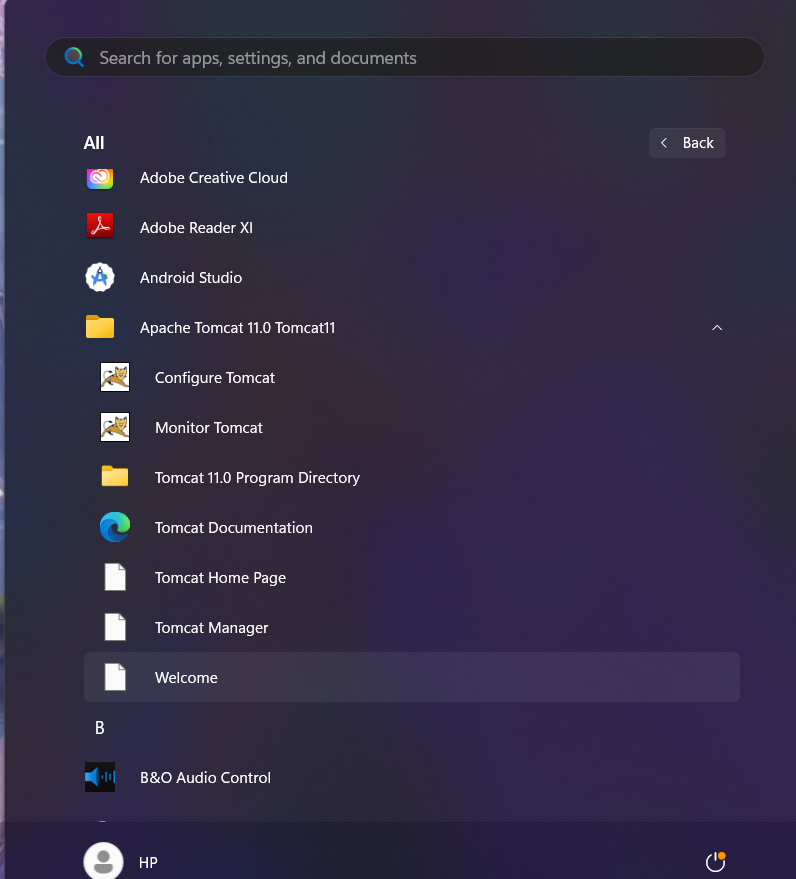 Search for apps, settings, and documents
All
Back
Adobe Creative Cloud
Adobe Reader XI
Android Studio
Apache Tomcat 11.0 Tomcat11
Configure Tomcat
Monitor Tomcat
Tomcat 11.0 Program Directory
Tomcat Documentation
Tomcat Home Page
Tomcat Manager
Welcome
B
B&O Audio Control
HP